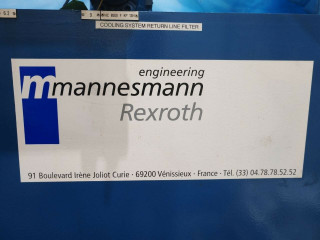 COOLING SYSTEM RETURN LINE FILTER
engineering
mannesmann
Rexroth
91 Boulevard Irène Joliot Curie - 69200 Vénissieux - France - Tél. (33) 04.78.78.52.52